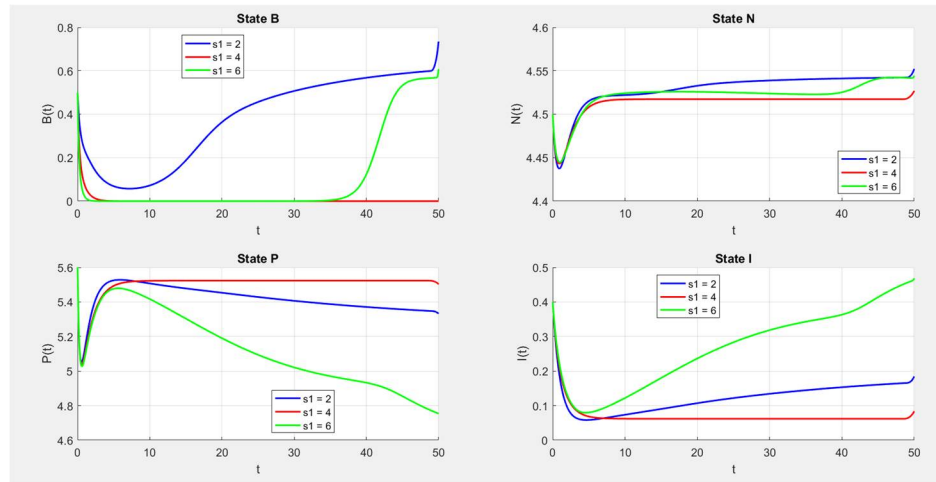 State B
0.8
0.6
0.4
0.2
0
B(t)
s1 = 2
s1 = 4
s1 = 6
0
10
20
30
40
50
t
State N
4.6
4.55
4.5
4.45
4.4
N(t)
s1 = 2
s1 = 4
s1 = 6
0
10
20
30
40
50
t
State P
5.6
5.4
5.2
5
4.8
4.6
P(t)
s1 = 2
s1 = 4
s1 = 6
0
10
20
30
40
50
t
State I
0.5
0.4
0.3
0.2
0.1
0
I(t)
s1 = 2
s1 = 4
s1 = 6
0
10
20
30
40
50
t